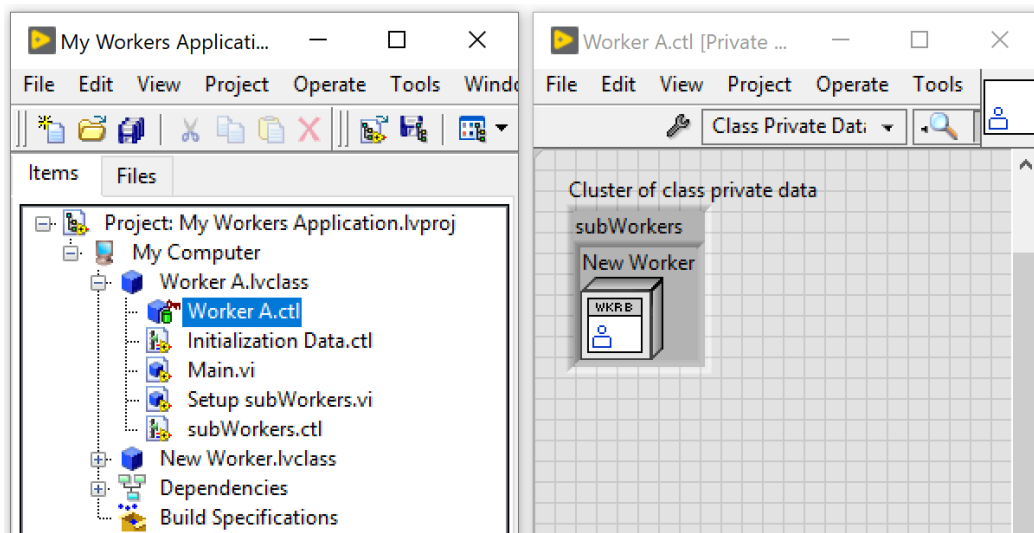 My Workers Applicati...
File Edit View Project Operate Tools Windo
Items Files
Project: My Workers Application.lvproj
My Computer
Worker A.lvclass
Worker A.ctl
Initialization Data.ctl
Main.vi
Setup subWorkers.vi
subWorkers.ctl
New Worker.lvclass
Dependencies
Build Specifications
Worker A.ctl [Private ...
File Edit View Project Operate Tools
Class Private Dat
Cluster of class private data
subWorkers
New Worker
WKRB